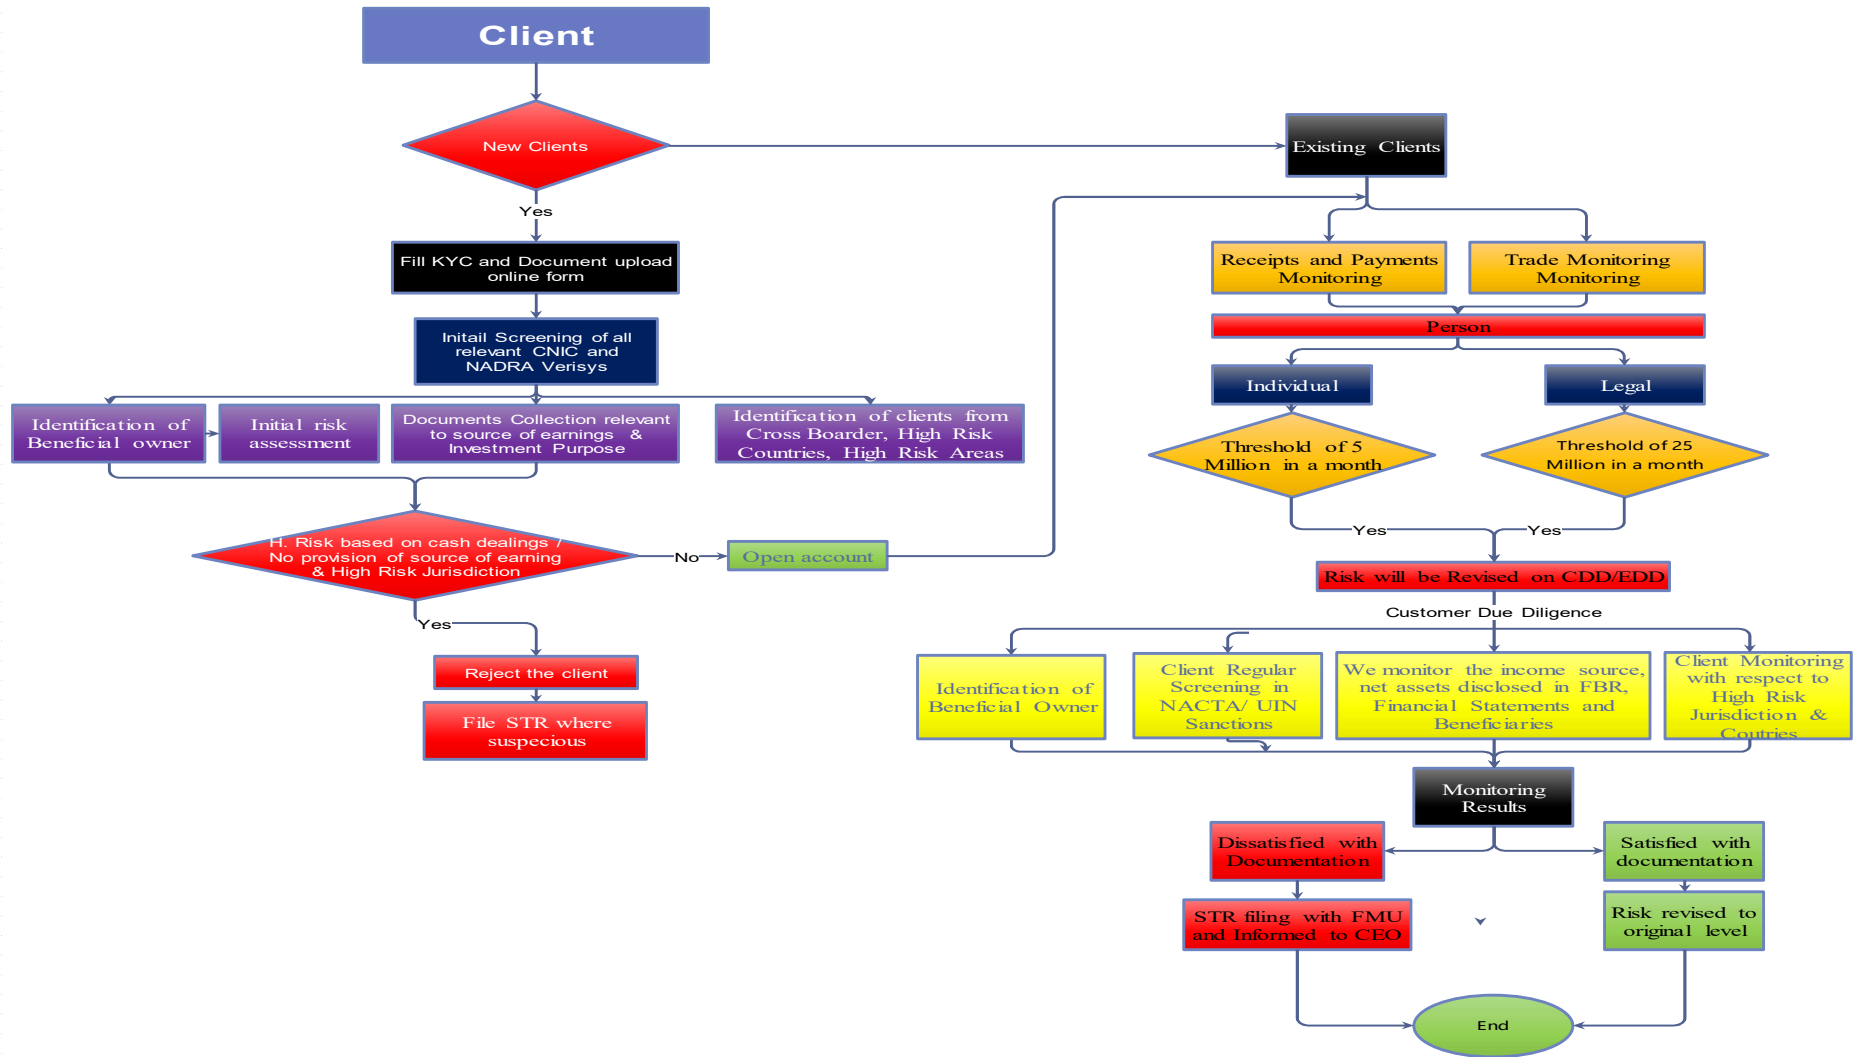 Client
New Clients
Existing Clients
Yes
Fill KYC and Document upload
online form
Receipts and Payments
Monitoring
Trade Monitoring
Monitoring
Initail Screening of all
relevant CNIC and
NADRA Verisys
Person
Individual
Legal
Identification of
Beneficial owner
Initial risk
assessment
Documents Collection relevant
to source of earnings &
Investment Purpose
Identification of clients from
Cross Boarder, High Risk
Countries, High Risk Areas
Threshold of 5
Million in a month
Threshold of 25
Million in a month
Yes
Yes
H. Risk based on cash dealings /
No provision of source of earning
& High Risk Jurisdiction
No
Open account
Risk will be Revised on CDD/EDD
Customer Due Diligence
Yes
Reject the client
File STR where
suspecious
Identification of
Beneficial Owner
Client Regular
Screening in
NACTA/ UIN
Sanctions
We monitor the income source,
net assets disclosed in FBR,
Financial Statements and
Beneficiaries
Client Monitoring
with respect to
High Risk
Jurisdiction &
Coutries
Monitoring
Results
Dissatisfied with
Documentation
Satisfied with
documentation
STR filing with FMU
and Informed to CEO
Risk revised to
original level
End